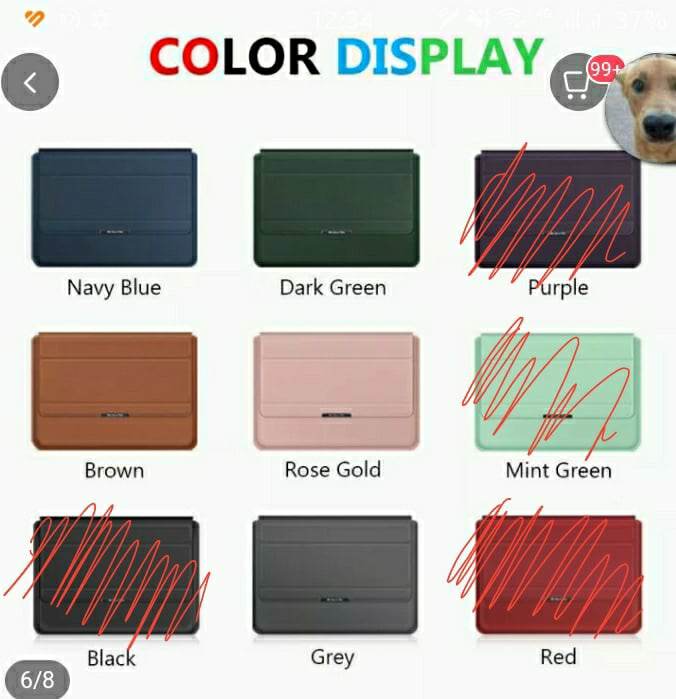 12:34
37%
COLOR DISPLAY
99+
Navy Blue
Dark Green
Purple
Brown
Rose Gold
Mint Green
Black
Grey
Red
6/8